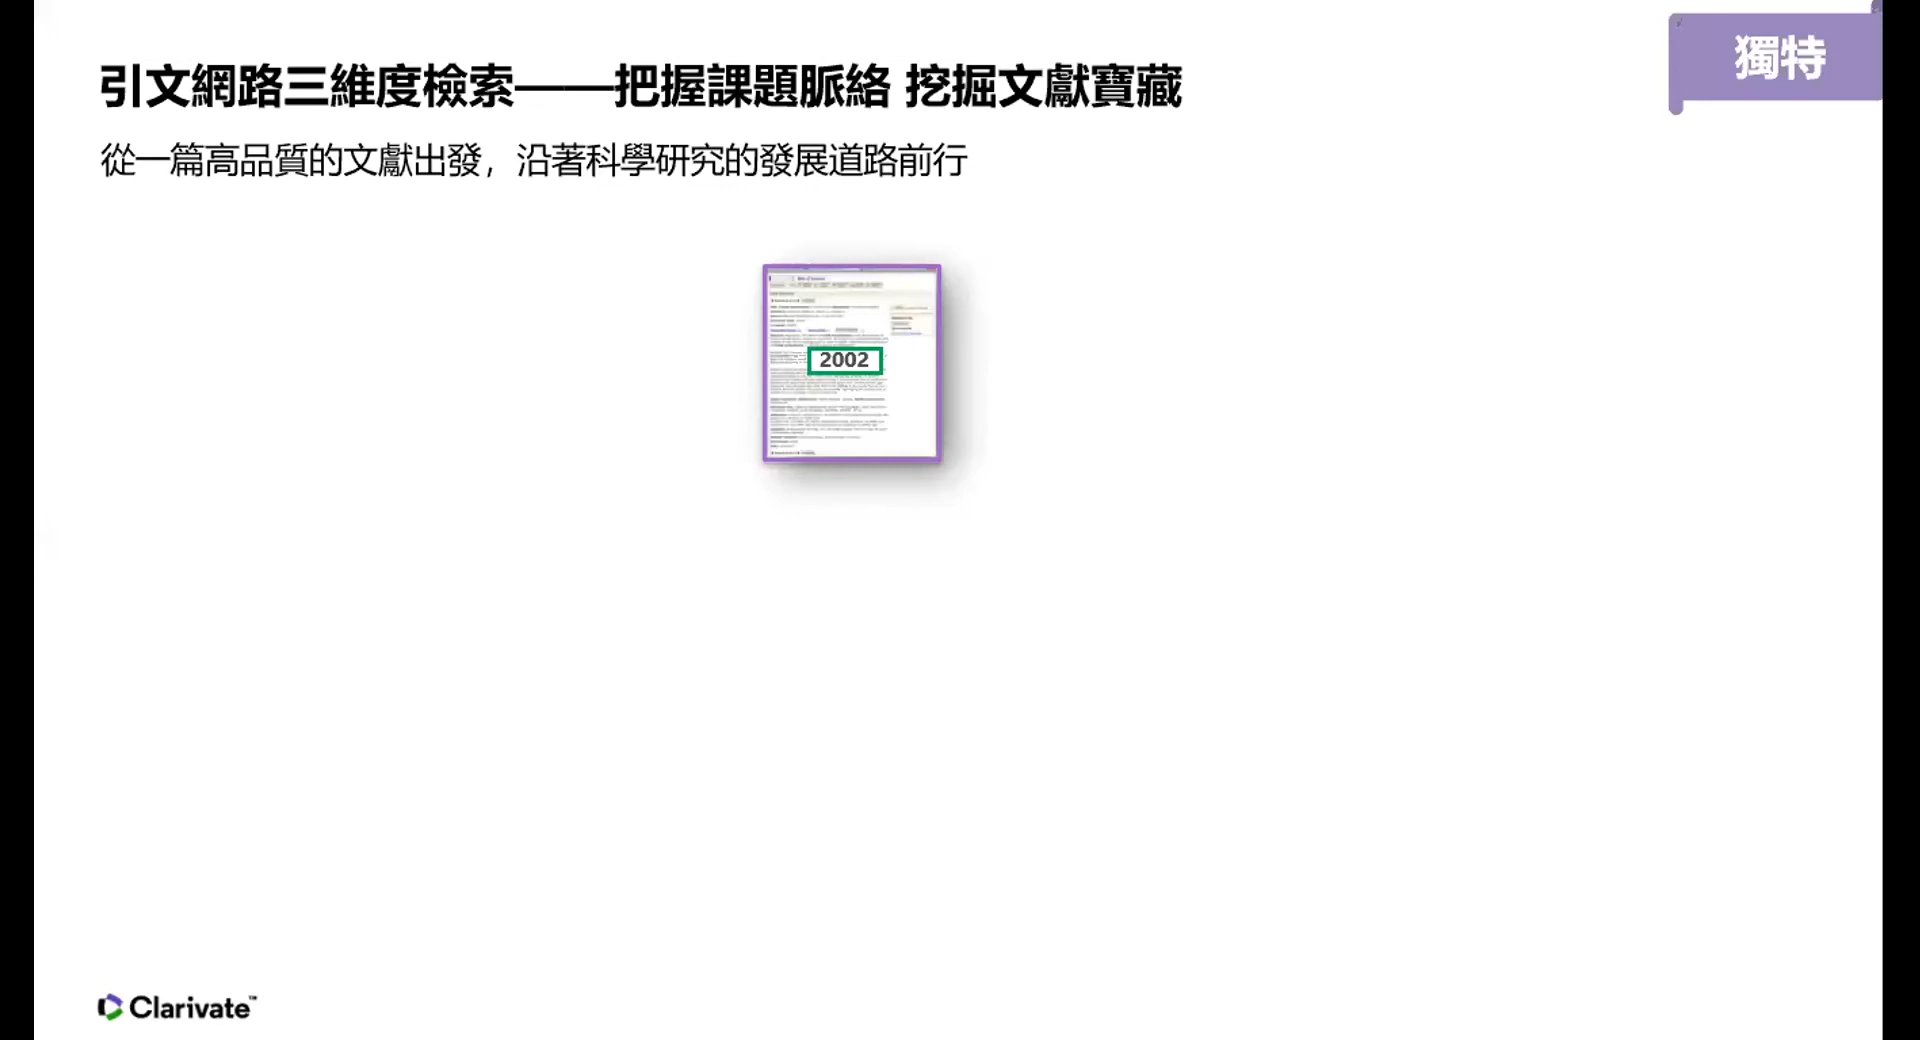 獨特
引文網路三維度檢索——把握課題脈絡 挖掘文獻寶藏
從一篇高品質的文獻出發，沿著科學研究的發展道路前行
2002
Clarivate™